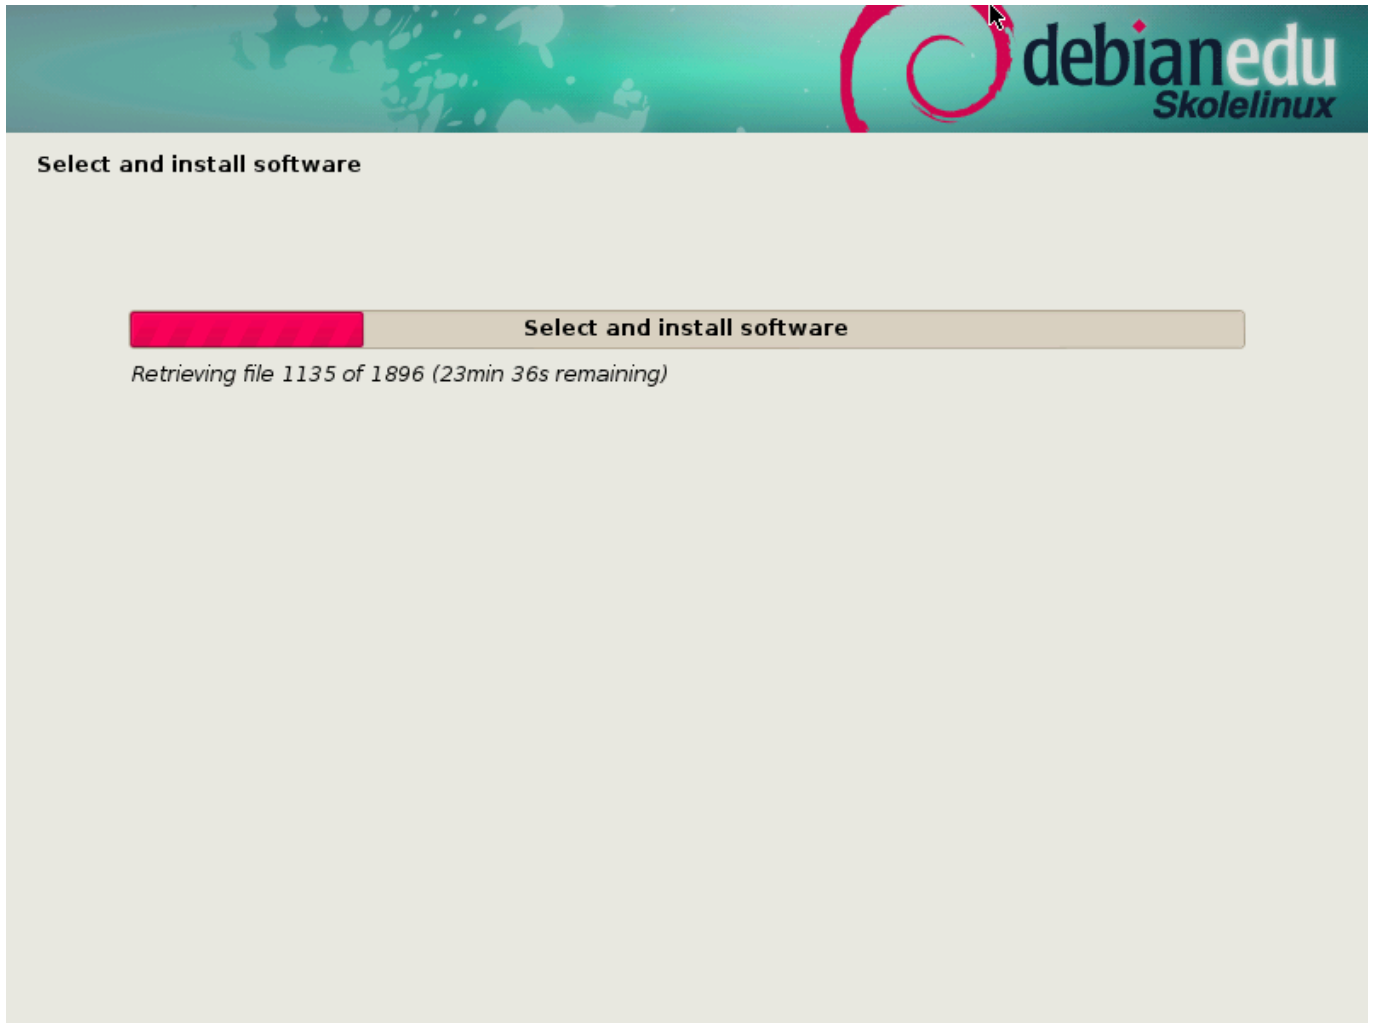 debianedu
Skolelinux
Select and install software
Select and install software
Retrieving file 1135 of 1896 (23min 36s remaining)